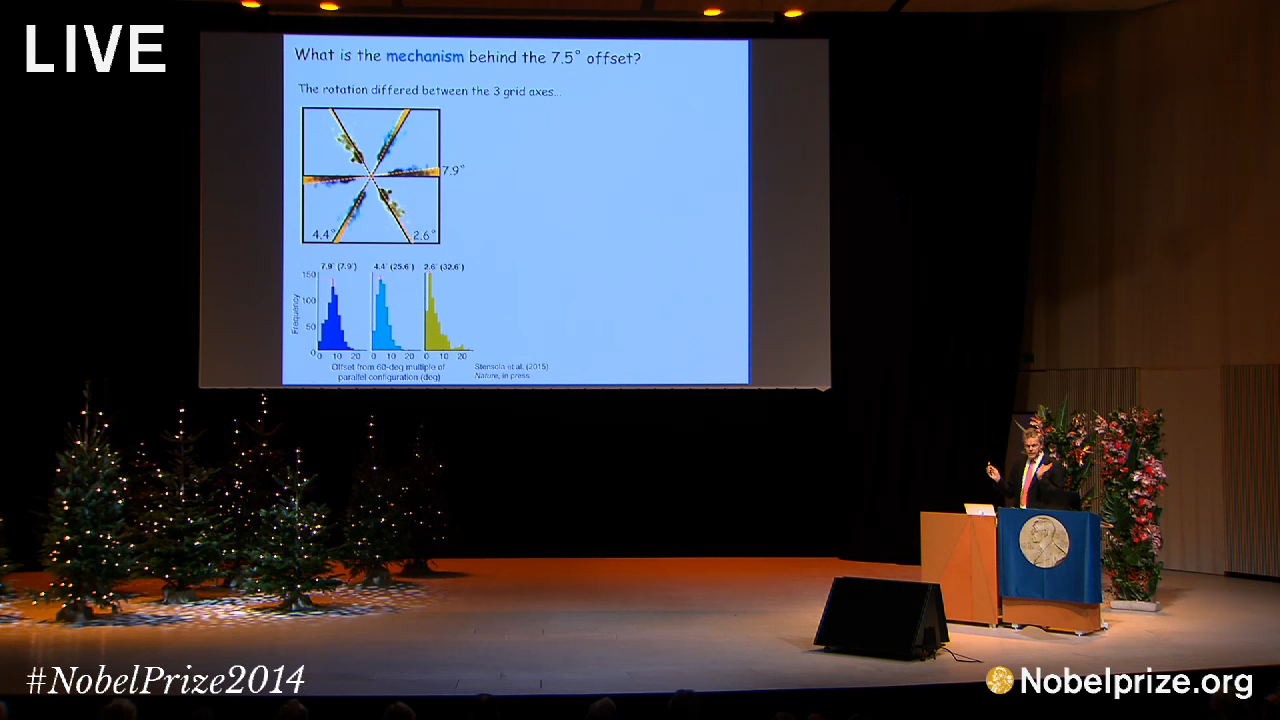 LIVE
What is the mechanism behind the 7.5° offset?
The rotation differed between the 3 grid axes...
7.9°
4.4°
2.6°
7.9° (7.9°)
4.4° (25.6°)
2.6° (32.6°)
Frequency
150
100
50
0
0 10 20
0 10 20
0 10 20
Offset from 60-deg multiple of
parallel configuration (deg)
Stensola et al. (2015).
Nature, in press.
#NobelPrize2014
Nobelprize.org